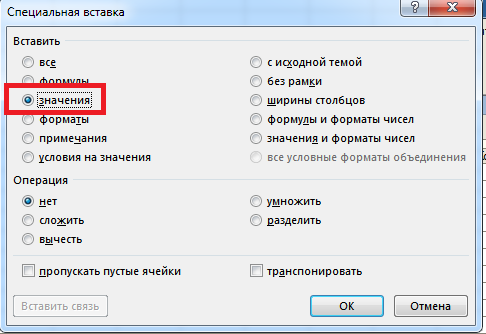 Специальная вставка
Вставить
все
с исходной темой
формулы
без рамки
значения
ширины столбцов
форматы
формулы и форматы чисел
примечания
значения и форматы чисел
условия на значения
все условные форматы объединения
Операция
нет
умножить
сложить
разделить
вычесть
пропускать пустые ячейки
транспонировать
Вставить связь
ОК
Отмена